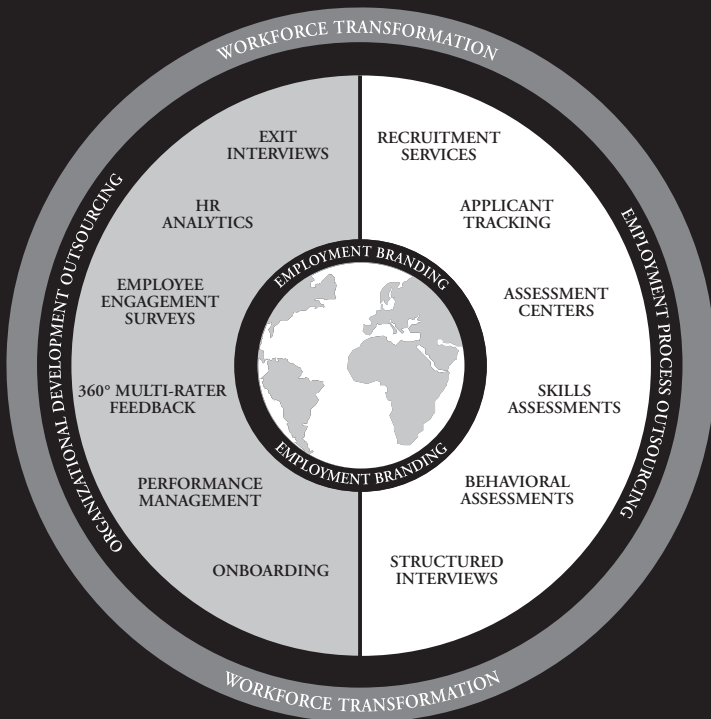 WORKFORCE TRANSFORMATION
ORGANIZATIONAL DEVELOPMENT OUTSOURCING
EXIT
INTERVIEWS
HR
ANALYTICS
EMPLOYEE
ENGAGEMENT
SURVEYS
360° MULTI-RATER
FEEDBACK
PERFORMANCE
MANAGEMENT
ONBOARDING
EMPLOYMENT BRANDING
EMPLOYMENT BRANDING
RECRUITMENT
SERVICES
APPLICANT
TRACKING
ASSESSMENT
CENTERS
SKILLS
ASSESSMENTS
BEHAVIORAL
ASSESSMENTS
STRUCTURED
INTERVIEWS
EMPLOYMENT PROCESS OUTSOURCING
WORKFORCE TRANSFORMATION